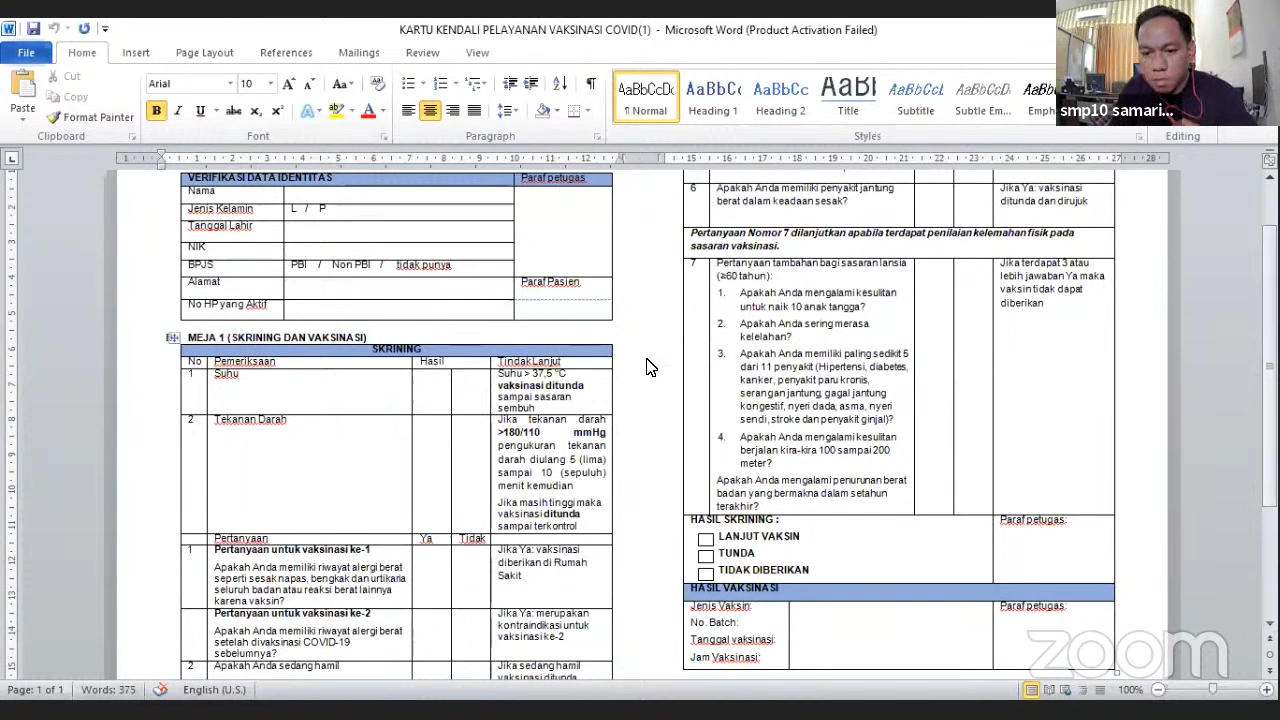 KARTU KENDALI PELAYANAN VAKSINASI COVID(1) - Microsoft Word (Product Activation Failed)
File Home Insert Page Layout References Mailings Review View
Paste
Cut
Copy
Format Painter
Arial 10
Normal
Heading 1
Heading 2
Title
Subtitle
Subtle Em...
Clipboard
Font
Paragraph
Styles
Editing
smp10 samari...
VERIFIKASI DATA IDENTITAS
Paraf petugas
Nama
Jenis Kelamin L / P
Tanggal Lahir
NIK
BPJS PBI / Non PBI / tidak punya
Alamat
Paraf Pasien
No HP yang Aktif
MEJA 1 (SKRINING DAN VAKSINASI)
SKRINING
No Pemeriksaan Hasil Tindak Lanjut
1 Suhu
Suhu > 37,5 °C
vaksinasi ditunda
sampai sasaran
sembuh
2 Tekanan Darah
Jika tekanan darah
>180/110 mmHg
pengukuran tekanan
darah diulang 5 (lima)
sampai 10 (sepuluh)
menit kemudian
Jika masih tinggi maka
vaksinasi ditunda
sampai terkontrol
Pertanyaan Ya Tidak
1 Pertanyaan untuk vaksinasi ke-1
Apakah Anda memiliki riwayat alergi berat
seperti sesak napas, bengkak dan urtikaria
seluruh badan atau reaksi berat lainnya
karena vaksin?
Jika Ya: vaksinasi
diberikan di Rumah
Sakit
Pertanyaan untuk vaksinasi ke-2
Apakah Anda memiliki riwayat alergi berat
setelah divaksinasi COVID-19
sebelumnya?
Jika Ya: merupakan
kontraindikasi untuk
vaksinasi ke-2
2 Apakah Anda sedang hamil
Jika sedang hamil
vaksinasi ditunda
6 Apakah Anda memiliki penyakit jantung
berat dalam keadaan sesak?
Jika Ya: vaksinasi
ditunda dan dirujuk
Pertanyaan Nomor 7 dilanjutkan apabila terdapat penilaian kelemahan fisik pada
sasaran vaksinasi.
7 Pertanyaan tambahan bagi sasaran lansia
(≥60 tahun):
1. Apakah Anda mengalami kesulitan
untuk naik 10 anak tangga?
2. Apakah Anda sering merasa
kelelahan?
3. Apakah Anda memiliki paling sedikit 5
dari 11 penyakit (Hipertensi, diabetes,
kanker, penyakit paru kronis,
serangan jantung, gagal jantung
kongestif, nyeri dada, asma, nyeri
sendi, stroke dan penyakit ginjal)?
4. Apakah Anda mengalami kesulitan
berjalan kira-kira 100 sampai 200
meter?
Apakah Anda mengalami penurunan berat
badan yang bermakna dalam setahun
terakhir?
Jika terdapat 3 atau
lebih jawaban Ya maka
vaksin tidak dapat
diberikan
HASIL SKRINING :
LANJUT VAKSIN
TUNDA
TIDAK DIBERIKAN
Paraf petugas:
HASIL VAKSINASI
Jenis Vaksin:
No. Batch:
Tanggal vaksinasi:
Jam Vaksinasi:
Paraf petugas:
zoom
Page: 1 of 1 Words: 375 English (U.S.) 100%